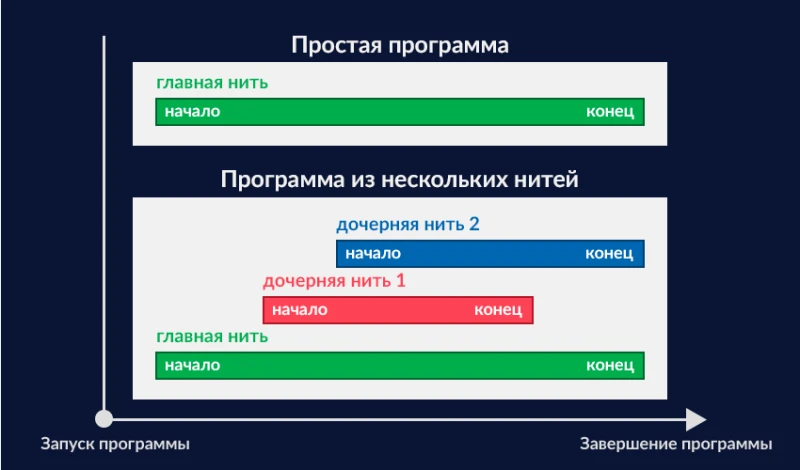 Простая программа
главная нить
начало конец
Программа из нескольких нитей
дочерняя нить 2
начало конец
дочерняя нить 1
начало конец
главная нить
начало конец
Запуск программы Завершение программы